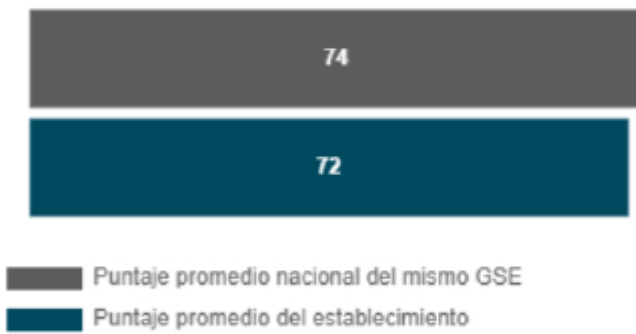 74
72
Puntaje promedio nacional del mismo GSE
Puntaje promedio del establecimiento